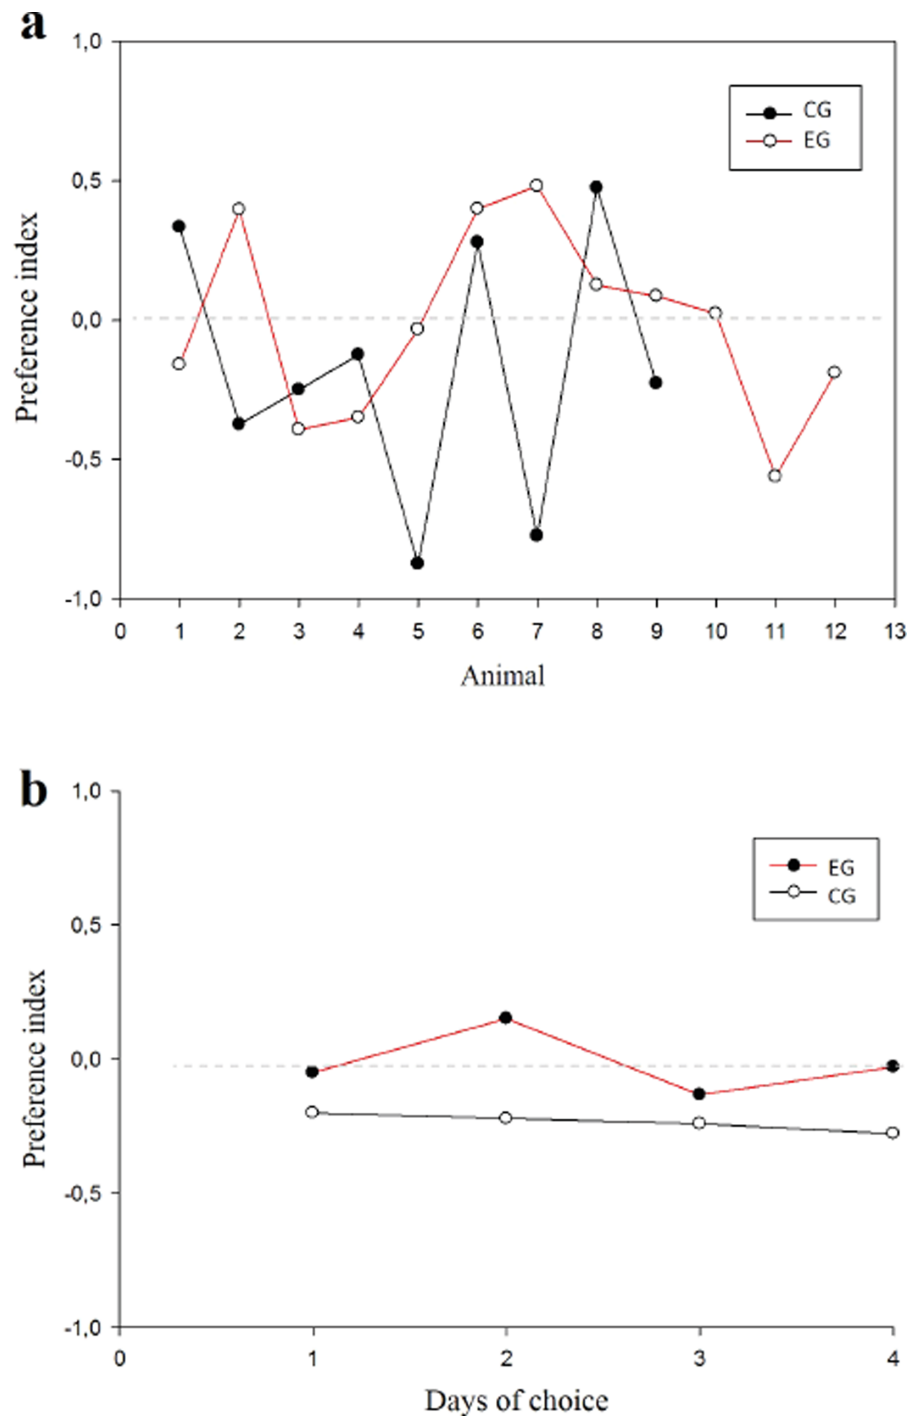 a
1,0
CG
EG
0,5
Preference index
0,0
-0,5
-1,0
0 1 2 3 4 5 6 7 8 9 10 11 12 13
Animal
b
1,0
EG
CG
0,5
Preference index
0,0
-0,5
-1,0
0 1 2 3 4
Days of choice